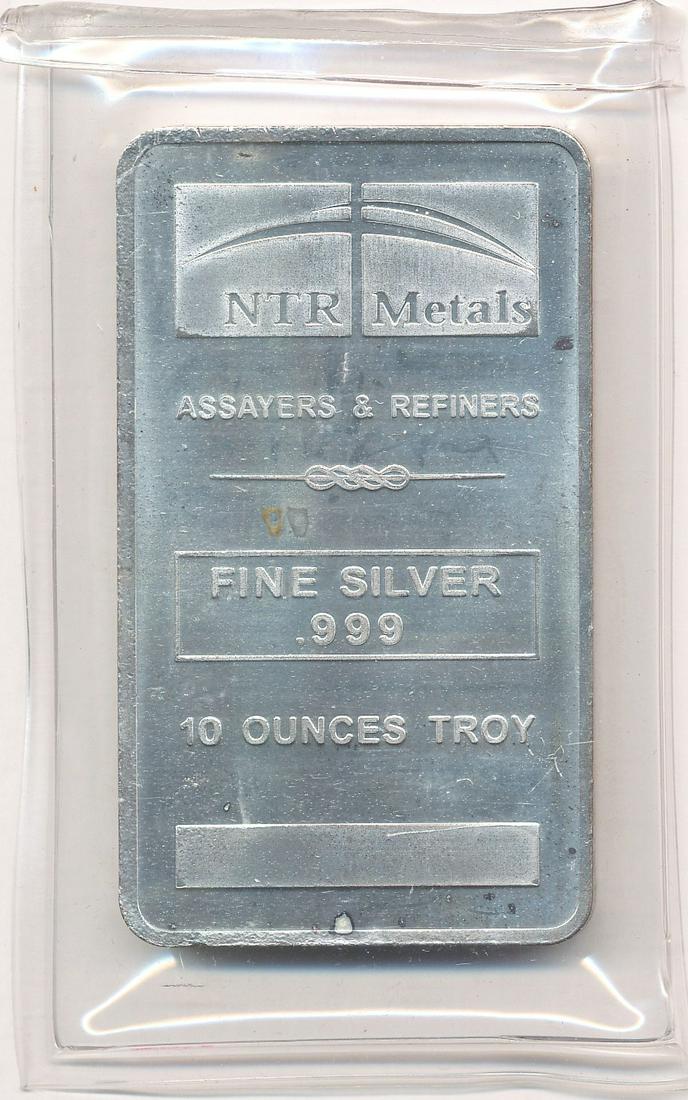 NTR Metals
ASSAYERS & REFINERS
FINE SILVER
.999
10 OUNCES TROY